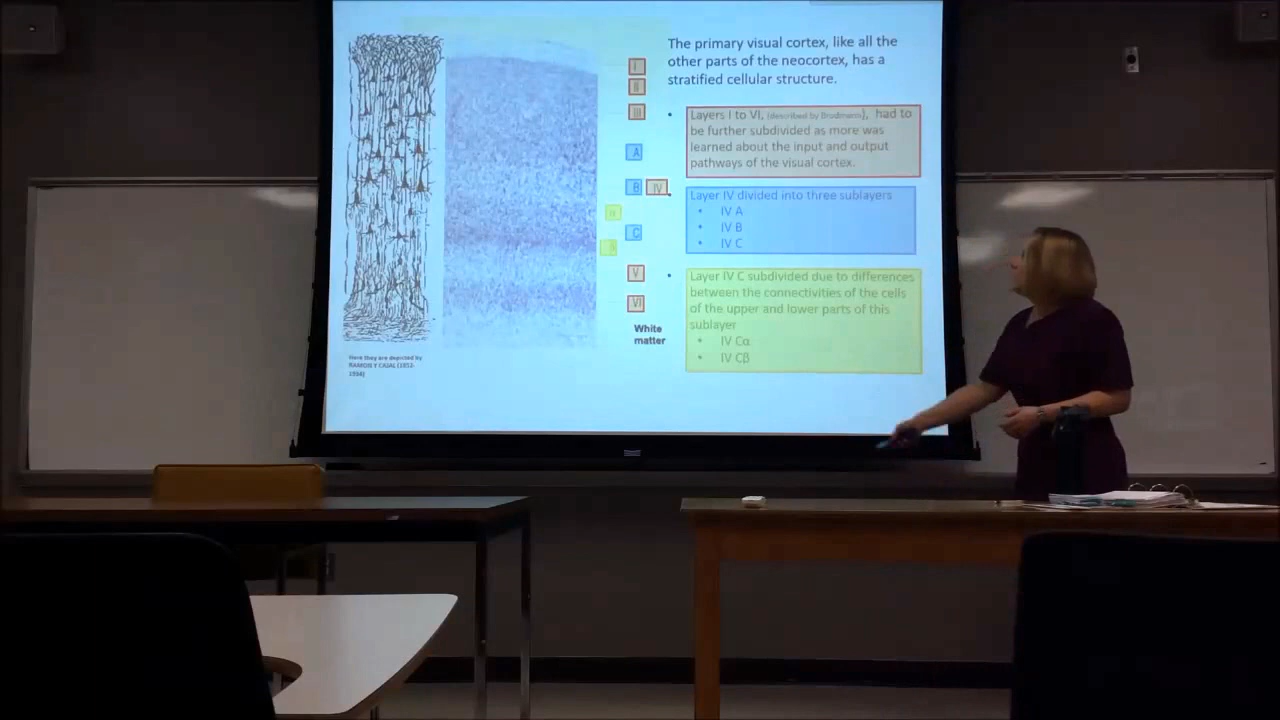 The primary visual cortex, like all the
other parts of the neocortex, has a
stratified cellular structure.
I
II
III
A
B
IV
C
V
VI
White
matter
• Layers I to VI, (described by Brodmann), had to
be further subdivided as more was
learned about the input and output
pathways of the visual cortex.
• Layer IV divided into three sublayers
• IV A
• IV B
• IV C
• Layer IV C subdivided due to differences
between the connectivities of the cells
of the upper and lower parts of this
sublayer
• IV Cα
• IV Cβ
Here they are depicted by
RAMON Y CAJAL (1852-
1934)